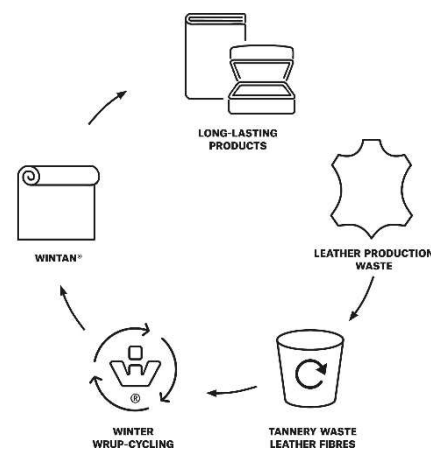 LONG-LASTING
PRODUCTS
LEATHER PRODUCTION
WASTE
WINTAN®
®
WINTER
WRUP-CYCLING
TANNERY WASTE
LEATHER FIBRES